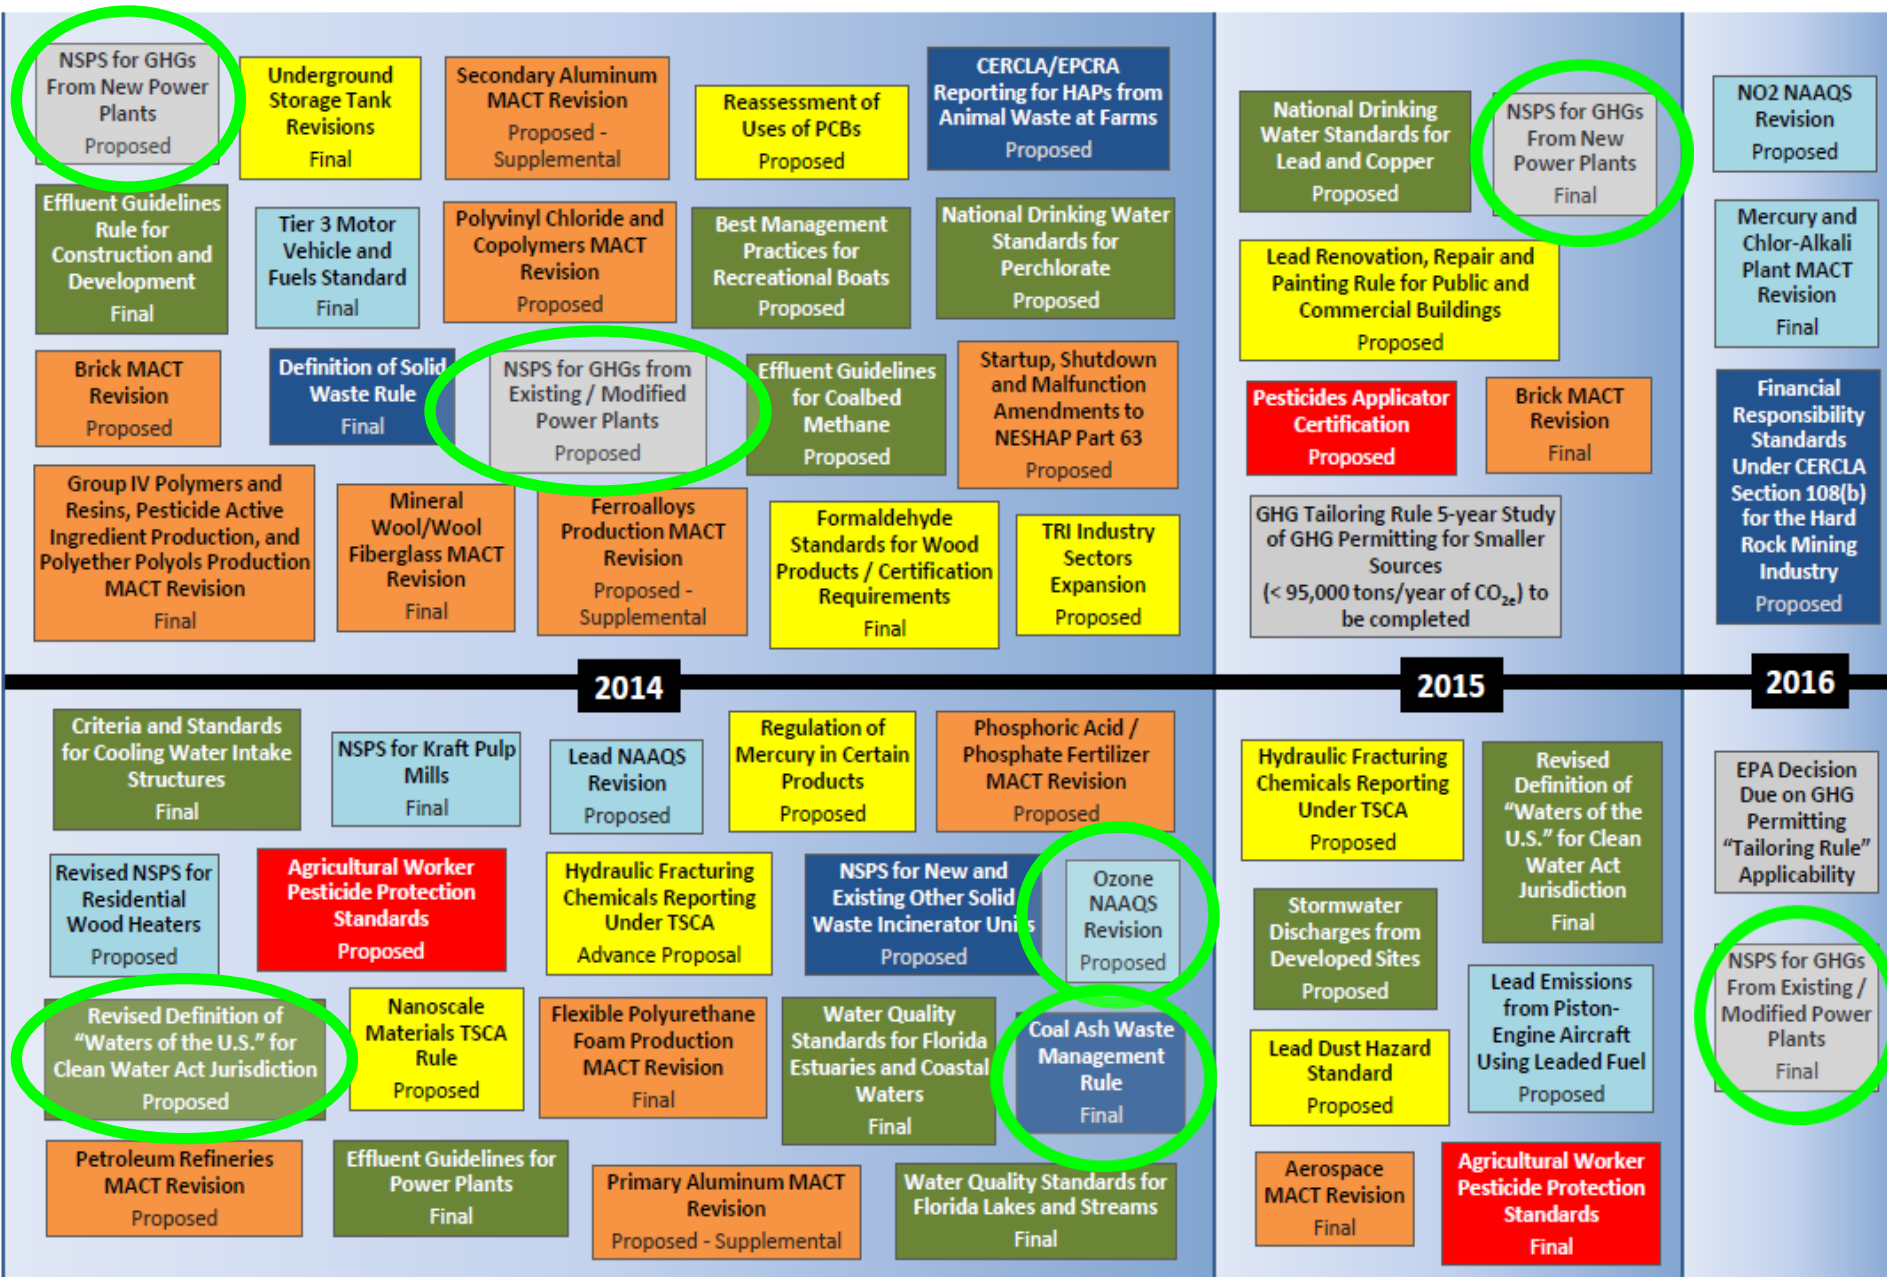 NSPS for GHGs
From New Power
Plants
Proposed
Underground
Storage Tank
Revisions
Final
Secondary Aluminum
MACT Revision
Proposed -
Supplemental
Reassessment of
Uses of PCBs
Proposed
CERCLA/EPCRA
Reporting for HAPs from
Animal Waste at Farms
Proposed
Effluent Guidelines
Rule for
Construction and
Development
Final
Tier 3 Motor
Vehicle and
Fuels Standard
Final
Polyvinyl Chloride and
Copolymers MACT
Revision
Proposed
Best Management
Practices for
Recreational Boats
Proposed
National Drinking Water
Standards for
Perchlorate
Proposed
Brick MACT
Revision
Proposed
Definition of Solid
Waste Rule
Final
NSPS for GHGs from
Existing / Modified
Power Plants
Proposed
Effluent Guidelines
for Coalbed
Methane
Proposed
Startup, Shutdown
and Malfunction
Amendments to
NESHAP Part 63
Proposed
Group IV Polymers and
Resins, Pesticide Active
Ingredient Production, and
Polyether Polyols Production
MACT Revision
Final
Mineral
Wool/Wool
Fiberglass MACT
Revision
Final
Ferroalloys
Production MACT
Revision
Proposed -
Supplemental
Formaldehyde
Standards for Wood
Products / Certification
Requirements
Final
TRI Industry
Sectors
Expansion
Proposed
National Drinking
Water Standards for
Lead and Copper
Proposed
NSPS for GHGs
From New
Power Plants
Final
Lead Renovation, Repair and
Painting Rule for Public and
Commercial Buildings
Proposed
Pesticides Applicator
Certification
Proposed
Brick MACT
Revision
Final
GHG Tailoring Rule 5-year Study
of GHG Permitting for Smaller
Sources
(< 95,000 tons/year of CO2e) to
be completed
NO2 NAAQS
Revision
Proposed
Mercury and
Chlor-Alkali
Plant MACT
Revision
Final
Financial
Responsibility
Standards
Under CERCLA
Section 108(b)
for the Hard
Rock Mining
Industry
Proposed
2014
2015
2016
Criteria and Standards
for Cooling Water Intake
Structures
Final
NSPS for Kraft Pulp
Mills
Final
Lead NAAQS
Revision
Proposed
Regulation of
Mercury in Certain
Products
Proposed
Phosphoric Acid /
Phosphate Fertilizer
MACT Revision
Proposed
Revised NSPS for
Residential
Wood Heaters
Proposed
Agricultural Worker
Pesticide Protection
Standards
Proposed
Hydraulic Fracturing
Chemicals Reporting
Under TSCA
Advance Proposal
NSPS for New and
Existing Other Solid
Waste Incinerator Units
Proposed
Ozone
NAAQS
Revision
Proposed
Revised Definition of
“Waters of the U.S.” for
Clean Water Act Jurisdiction
Proposed
Nanoscale
Materials TSCA
Rule
Proposed
Flexible Polyurethane
Foam Production
MACT Revision
Final
Water Quality
Standards for Florida
Estuaries and Coastal
Waters
Final
Coal Ash Waste
Management
Rule
Final
Petroleum Refineries
MACT Revision
Proposed
Effluent Guidelines for
Power Plants
Final
Primary Aluminum MACT
Revision
Proposed - Supplemental
Water Quality Standards for
Florida Lakes and Streams
Final
Hydraulic Fracturing
Chemicals Reporting
Under TSCA
Proposed
Revised
Definition of
“Waters of the
U.S.” for Clean
Water Act
Jurisdiction
Final
Stormwater
Discharges from
Developed Sites
Proposed
Lead Emissions
from Piston-
Engine Aircraft
Using Leaded Fuel
Proposed
Lead Dust Hazard
Standard
Proposed
Aerospace
MACT Revision
Final
Agricultural Worker
Pesticide Protection
Standards
Final
EPA Decision
Due on GHG
Permitting
“Tailoring Rule”
Applicability
NSPS for GHGs
From Existing /
Modified Power
Plants
Final